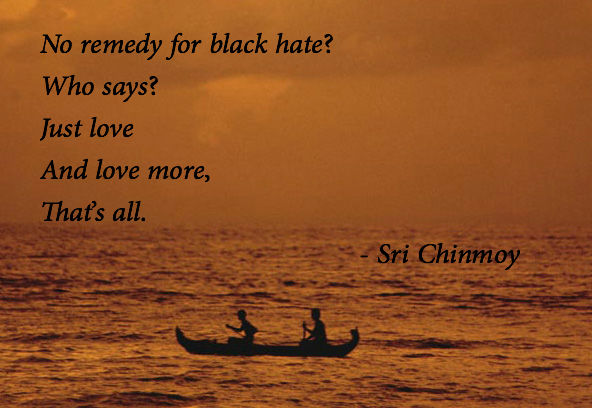 No remedy for black hate?
Who says?
Just love
And love more,
That's all.
- Sri Chinmoy